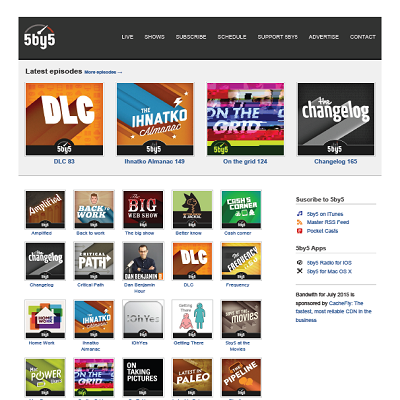 5by5
LIVE SHOWS SUBSCRIBE SCHEDULE SUPPORT 5BY5 ADVERTISE CONTACT
Latest episodes More episodes →
DLC
5by5
THE IHNATKO Almanac
5by5
ON THE GRID
5by5
the changelog
5by5
DLC 83
Ihnatko Almanac 149
On the grid 124
Changelog 165
Amplified
BACK to WORK
THE BIG WEB SHOW
CASH'S CORNER
Amplified
Back to work
The big show
Better know
Cash corner
the changelog
CRITICAL PATH
DAN BENJAMIN
DLC
THE FREQUENCY
Changelog
Critical Path
Dan Benjamin
Hour
DLC
Frequency
HOME WORK
THE IHNATKO Almanac
IOhYes
Getting There
AT THE MOVIES
Home Work
Ihnatko
Almanac
IOhYes
Getting There
5by5 at the
Movies
POWER
ON THE GRID
ON TAKING PICTURES
LATEST IN PALEO
THE PIPELINE
Suscribe to 5by5
5by5 on iTunes
Master RSS Feed
Pocket Casts
5by5 Apps
5by5 Radio for iOS
5by5 for Mac OS X
Bandwith for July 2015 is
sponsored by CacheFly: The
fastest, most reliable CDN in the
business